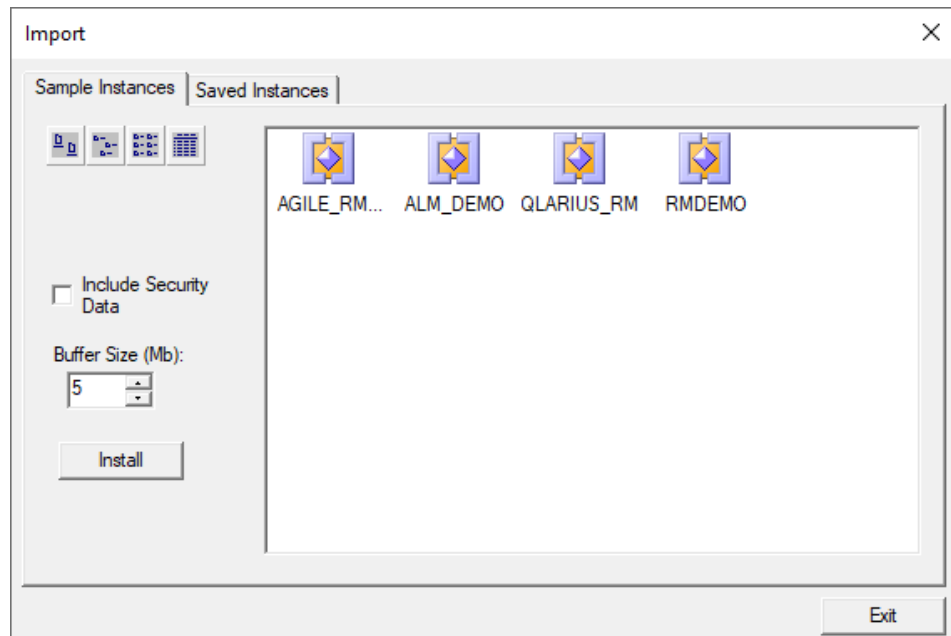 Import
Sample Instances
Saved Instances
AGILE_RM...
ALM_DEMO
QLARIUS_RM
RMDEMO
Include Security
Data
Buffer Size (Mb):
5
Install
Exit